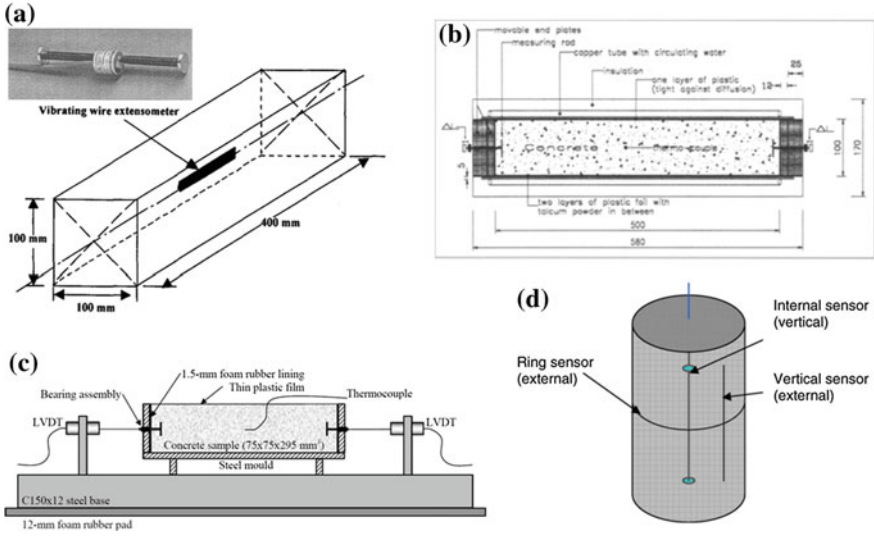 (a)
Vibrating wire extensometer
400 mm
100 mm
100 mm
(b)
movable end plates
measuring rod
copper tube with circulating water
insulation
one layer of plastic
(tight against diffusion)
25
12
Concrete
thermo-couple
100
170
5
two layers of plastic foil with
talcum powder in between
500
580
(c)
1.5-mm foam rubber lining
Thin plastic film
Bearing assembly
Thermocouple
LVDT
LVDT
Concrete sample (75x75x295 mm³)
Steel mould
C150x12 steel base
12-mm foam rubber pad
(d)
Internal sensor
(vertical)
Ring sensor
(external)
Vertical sensor
(external)